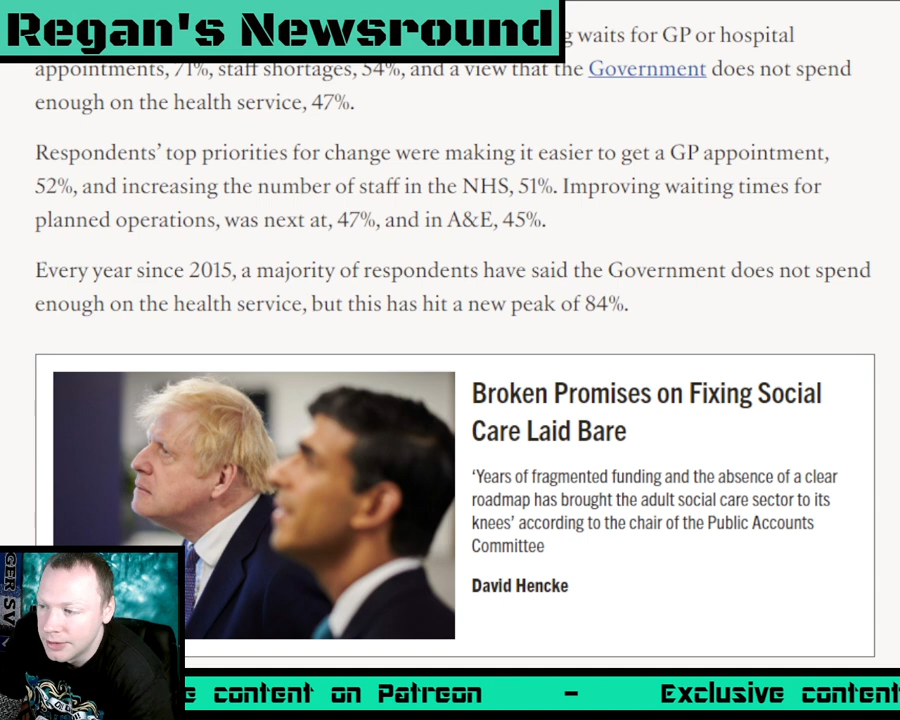 Regan's Newsround
g waits for GP or hospital
appointments, 71%, staff shortages, 54%, and a view that the Government does not spend
enough on the health service, 47%.
Respondents’ top priorities for change were making it easier to get a GP appointment,
52%, and increasing the number of staff in the NHS, 51%. Improving waiting times for
planned operations, was next at, 47%, and in A&E, 45%.
Every year since 2015, a majority of respondents have said the Government does not spend
enough on the health service, but this has hit a new peak of 84%.
Broken Promises on Fixing Social
Care Laid Bare
‘Years of fragmented funding and the absence of a clear
roadmap has brought the adult social care sector to its
knees’ according to the chair of the Public Accounts
Committee
David Hencke
e content on Patreon - Exclusive content